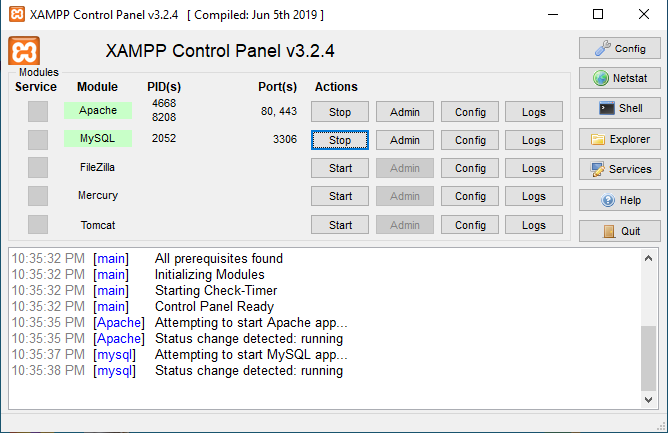 XAMPP Control Panel v3.2.4 [ Compiled: Jun 5th 2019 ]
XAMPP Control Panel v3.2.4
Config
Modules
Service Module PID(s) Port(s) Actions
Netstat
Apache 4668 8208 80, 443 Stop Admin Config Logs
Shell
MySQL 2052 3306 Stop Admin Config Logs
Explorer
FileZilla Start Admin Config Logs
Services
Mercury Start Admin Config Logs
Help
Tomcat Start Admin Config Logs
Quit
10:35:32 PM [main] All prerequisites found
10:35:32 PM [main] Initializing Modules
10:35:32 PM [main] Starting Check-Timer
10:35:32 PM [main] Control Panel Ready
10:35:35 PM [Apache] Attempting to start Apache app...
10:35:35 PM [Apache] Status change detected: running
10:35:37 PM [mysql] Attempting to start MySQL app...
10:35:38 PM [mysql] Status change detected: running